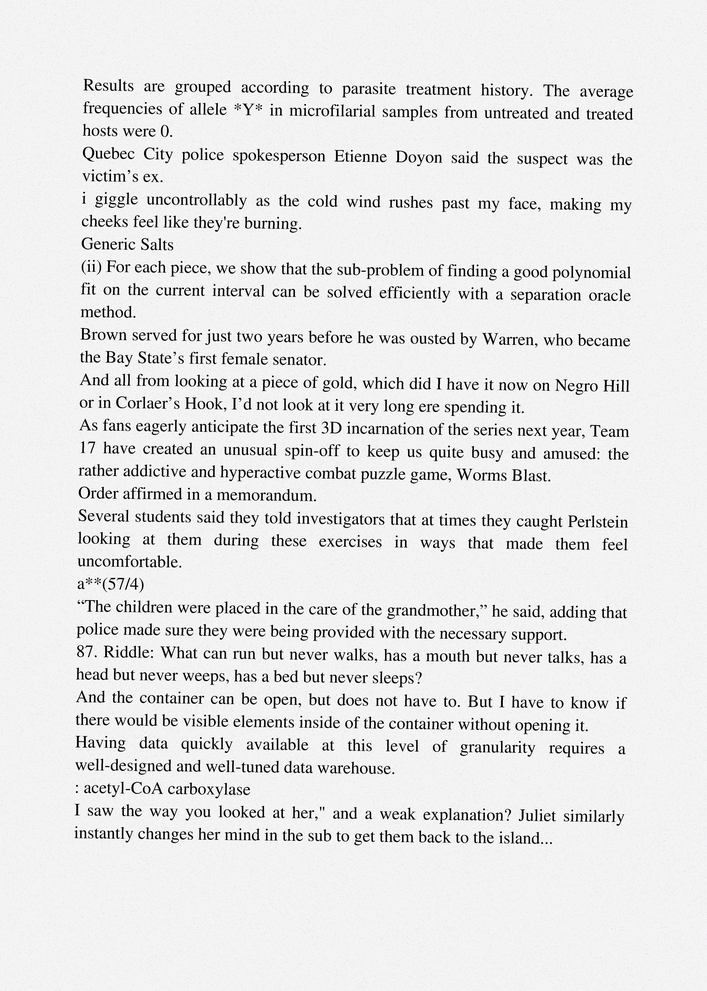 Results are grouped according to parasite treatment history. The average
frequencies of allele *Y* in microfilarial samples from untreated and treated
hosts were 0.
Quebec City police spokesperson Etienne Doyon said the suspect was the
victim’s ex.
i giggle uncontrollably as the cold wind rushes past my face, making my
cheeks feel like they're burning.
Generic Salts
(ii) For each piece, we show that the sub-problem of finding a good polynomial
fit on the current interval can be solved efficiently with a separation oracle
method.
Brown served for just two years before he was ousted by Warren, who became
the Bay State’s first female senator.
And all from looking at a piece of gold, which did I have it now on Negro Hill
or in Corlaer’s Hook, I’d not look at it very long ere spending it.
As fans eagerly anticipate the first 3D incarnation of the series next year, Team
17 have created an unusual spin-off to keep us quite busy and amused: the
rather addictive and hyperactive combat puzzle game, Worms Blast.
Order affirmed in a memorandum.
Several students said they told investigators that at times they caught Perlstein
looking at them during these exercises in ways that made them feel
uncomfortable.
a**(57/4)
“The children were placed in the care of the grandmother,” he said, adding that
police made sure they were being provided with the necessary support.
87. Riddle: What can run but never walks, has a mouth but never talks, has a
head but never weeps, has a bed but never sleeps?
And the container can be open, but does not have to. But I have to know if
there would be visible elements inside of the container without opening it.
Having data quickly available at this level of granularity requires a
well-designed and well-tuned data warehouse.
: acetyl-CoA carboxylase
I saw the way you looked at her," and a weak explanation? Juliet similarly
instantly changes her mind in the sub to get them back to the island...